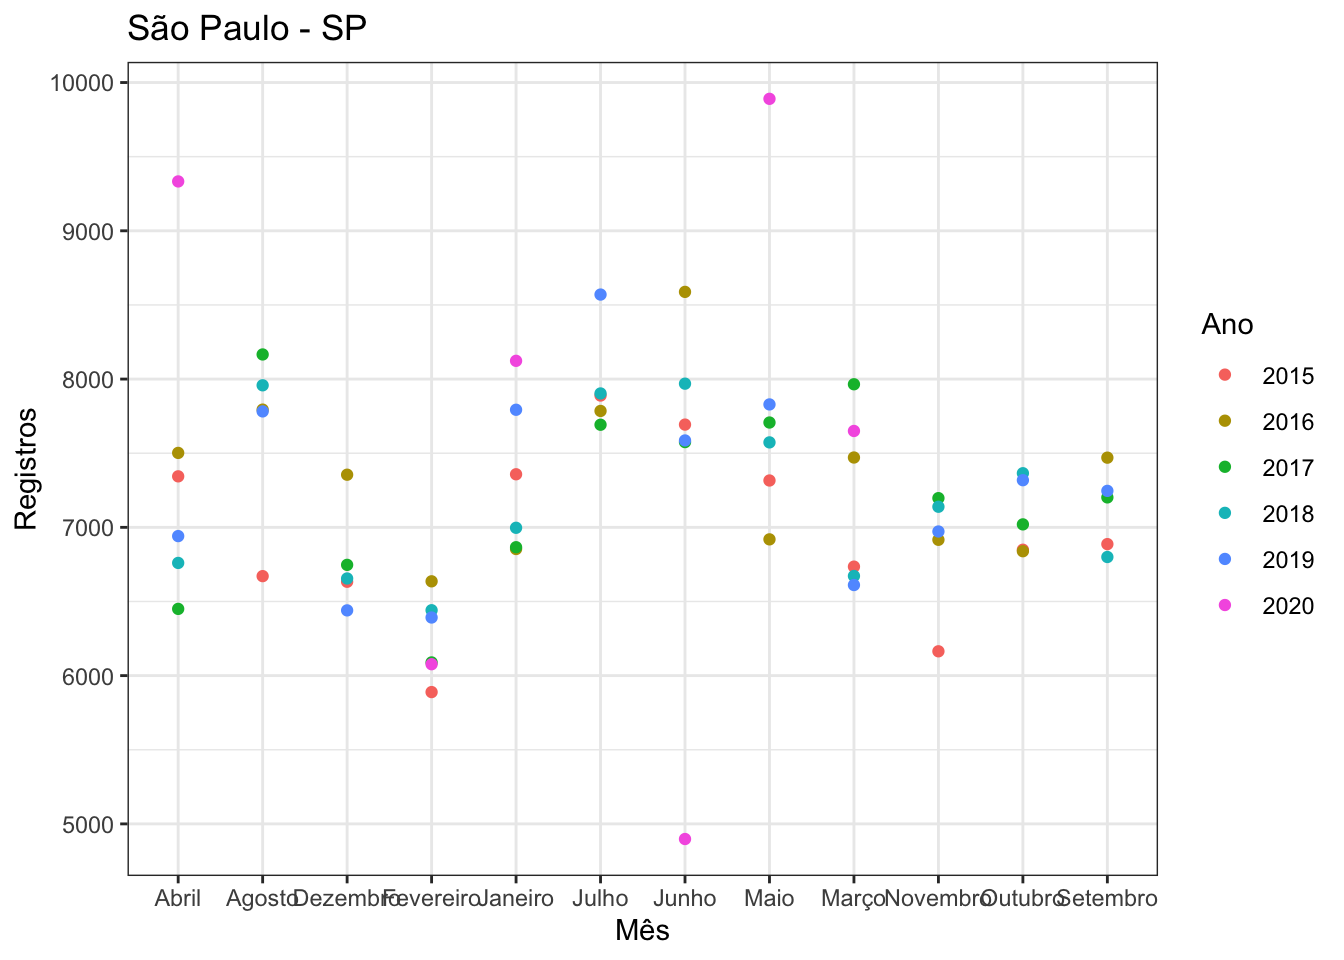 São Paulo - SP
10000
9000
8000
7000
6000
5000
Registros
Abril Agosto Dezembro Fevereiro Janeiro Julho Junho Maio Março Novembro Outubro Setembro
Mês
Ano
2015
2016
2017
2018
2019
2020